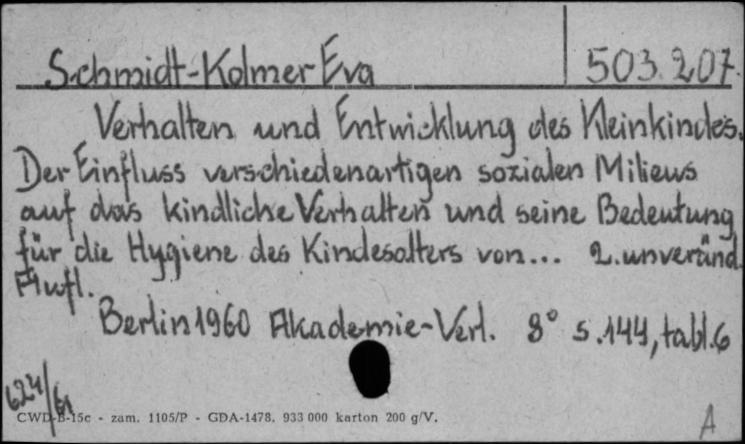 Schmidt-Kolmer Eva 503.207.
Verhalten und Entwicklung des Kleinkindes.
Der Einfluss verschiedenartigen sozialen Milieus
auf das kindliche Verhalten und seine Bedeutung
für die Hygiene des Kindesalters von... 2. unveränd.
Aufl.
Berlin 1960 Akademie-Verl. 8° s.144, tabl.6
624/61
CWD-B-15c - zam. 1105/P - GDA-1478. 933 000 karton 200 g/V.
A